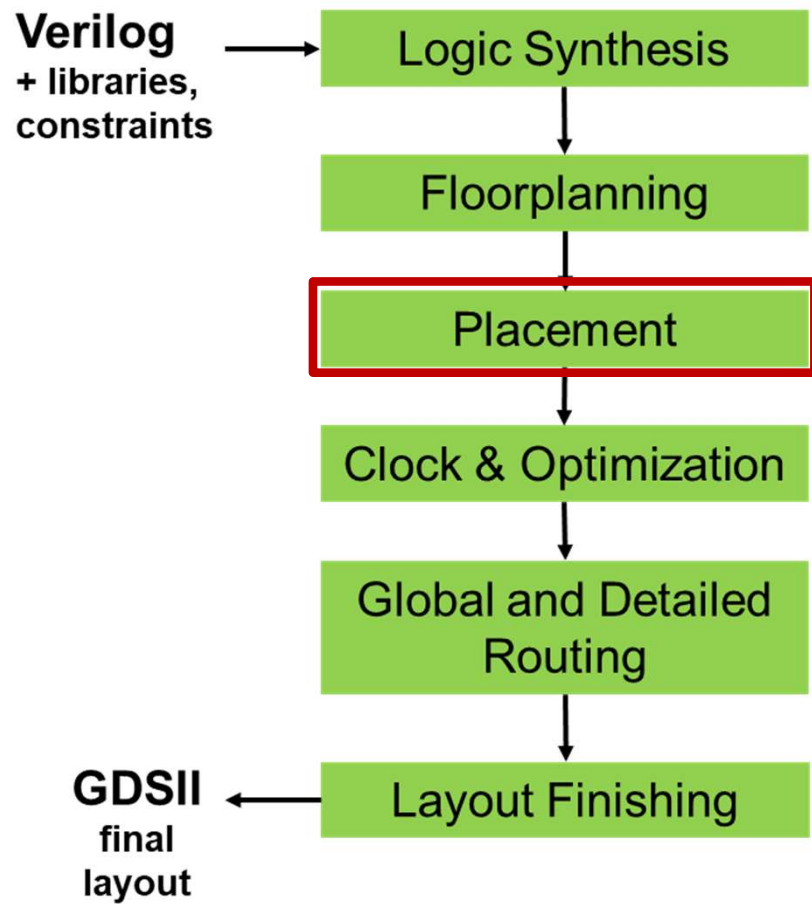 Verilog
+ libraries,
constraints
Logic Synthesis
Floorplanning
Placement
Clock & Optimization
Global and Detailed
Routing
Layout Finishing
GDSII
final
layout